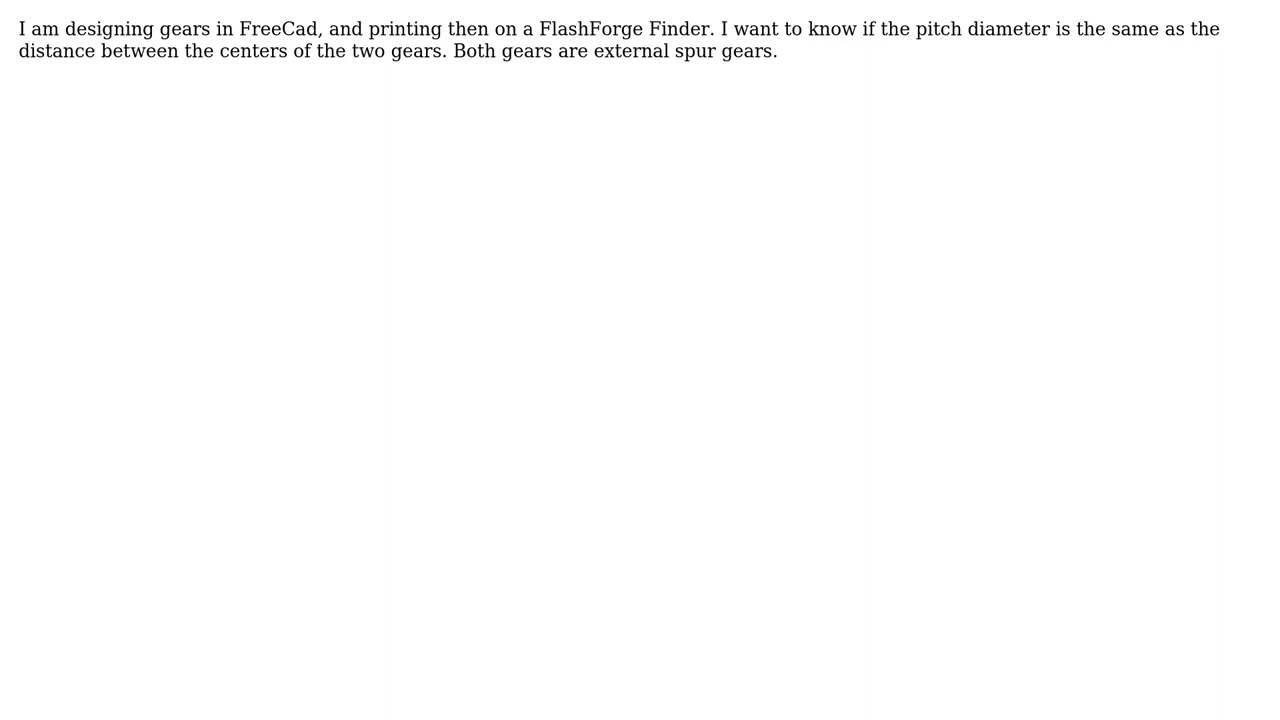 I am designing gears in FreeCad, and printing then on a FlashForge Finder. I want to know if the pitch diameter is the same as the
distance between the centers of the two gears. Both gears are external spur gears.